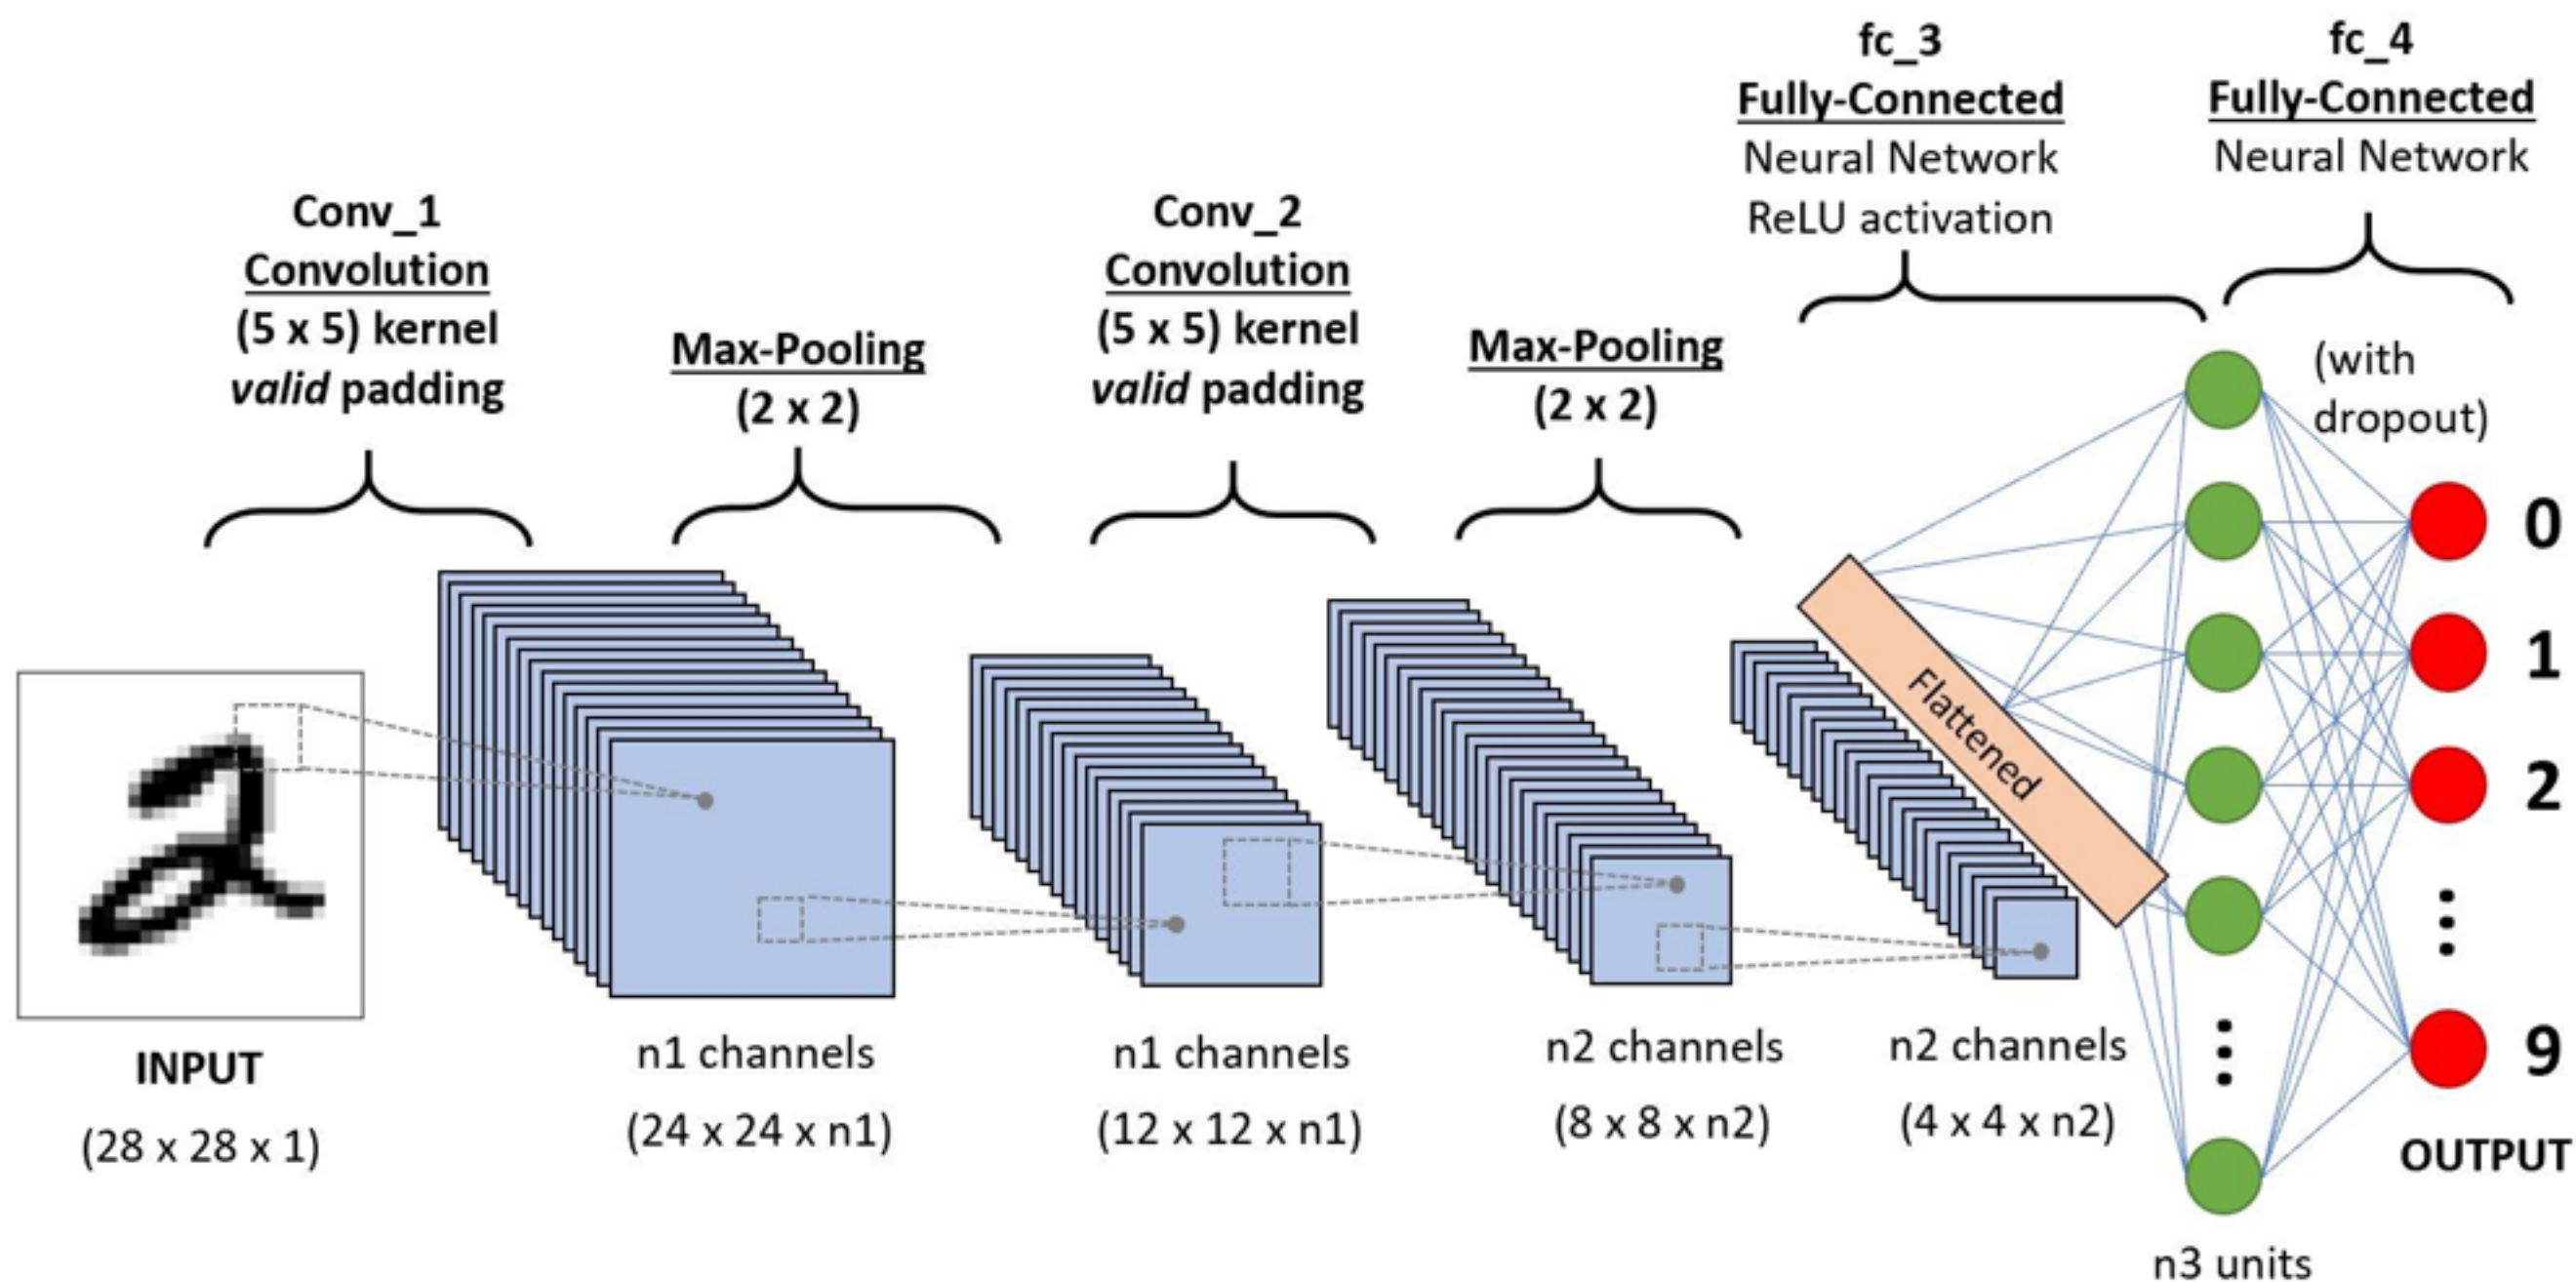 fc_3
Fully-Connected
Neural Network
ReLU activation
fc_4
Fully-Connected
Neural Network
(with
dropout)
Conv_1
Convolution
(5 x 5) kernel
valid padding
Max-Pooling
(2 x 2)
Conv_2
Convolution
(5 x 5) kernel
valid padding
Max-Pooling
(2 x 2)
Flattened
0
1
2
9
INPUT
(28 x 28 x 1)
n1 channels
(24 x 24 x n1)
n1 channels
(12 x 12 x n1)
n2 channels
(8 x 8 x n2)
n2 channels
(4 x 4 x n2)
OUTPUT
n3 units